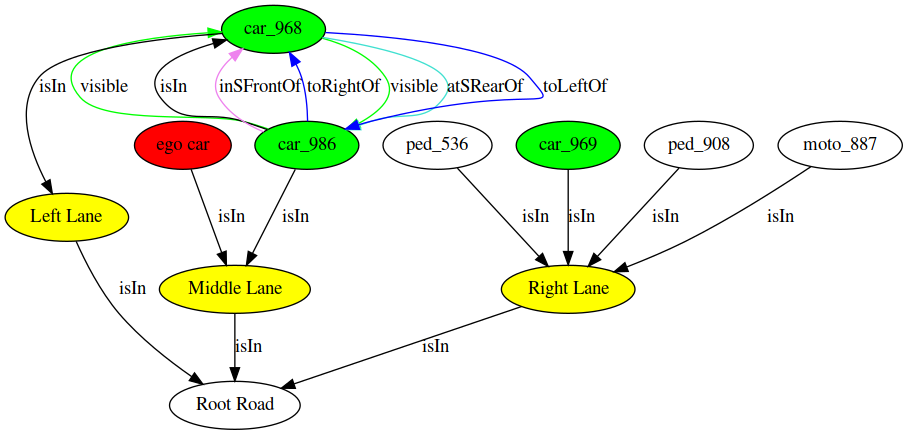 car_968
isIn
visible
isIn
inSFrontOf
toRightOf
visible
atSRearOf
toLeftOf
ego car
car_986
ped_536
car_969
ped_908
moto_887
Left Lane
isIn
isIn
isIn
isIn
isIn
isIn
isIn
Middle Lane
Right Lane
isIn
isIn
Root Road